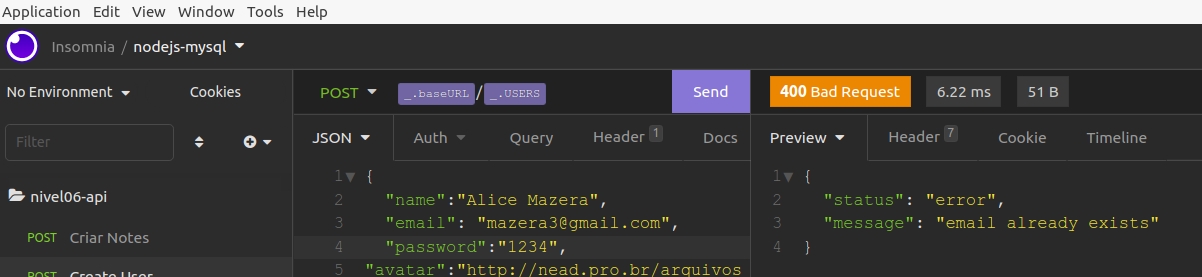 Application Edit View Window Tools Help
Insomnia / nodejs-mysql
No Environment Cookies
POST _.baseURL / _.USERS Send
400 Bad Request 6.22 ms 51 B
Filter
JSON Auth Query Header 1 Docs
Preview Header 7 Cookie Timeline
nivel06-api
POST Criar Notes
POST Create User
1 {
2 "name":"Alice Mazera",
3 "email": "mazera3@gmail.com",
4 "password":"1234",
5 "avatar":"http://nead.pro.br/arquivos
1 {
2 "status": "error",
3 "message": "email already exists"
4 }